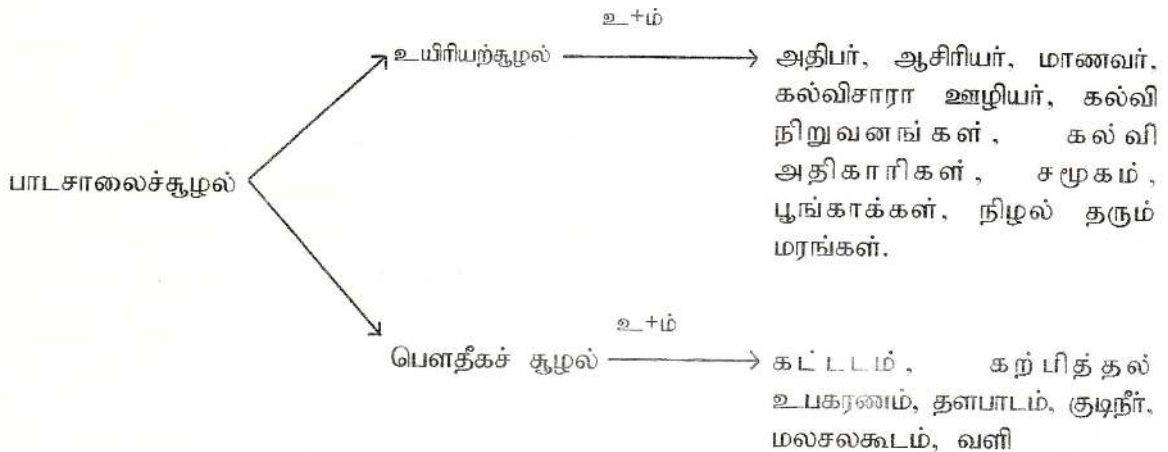 உ+ம்
உயிரியற்சூழல்
அதிபர், ஆசிரியர், மாணவர்,
கல்விசாரா ஊழியர், கல்வி
நிறுவனங்கள், கல்வி
அதிகாரிகள், சமூகம்,
பூங்காக்கள், நிழல் தரும்
மரங்கள்.
பாடசாலைச்சூழல்
உ+ம்
பௌதீகச் சூழல்
கட்டடம், கற்பித்தல்
உபகரணம், தளபாடம், குடிநீர்,
மலசலகூடம், வளி